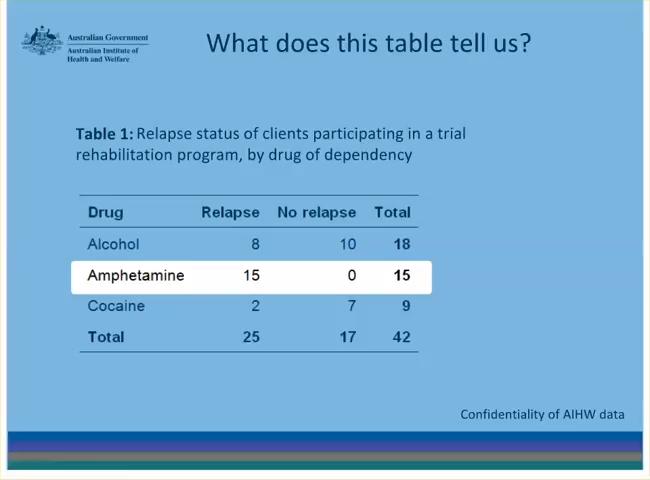 Australian Government
Australian Institute of
Health and Welfare
What does this table tell us?
Table 1: Relapse status of clients participating in a trial
rehabilitation program, by drug of dependency
Drug Relapse No relapse Total
Alcohol 8 10 18
Amphetamine 15 0 15
Cocaine 2 7 9
Total 25 17 42
Confidentiality of AIHW data